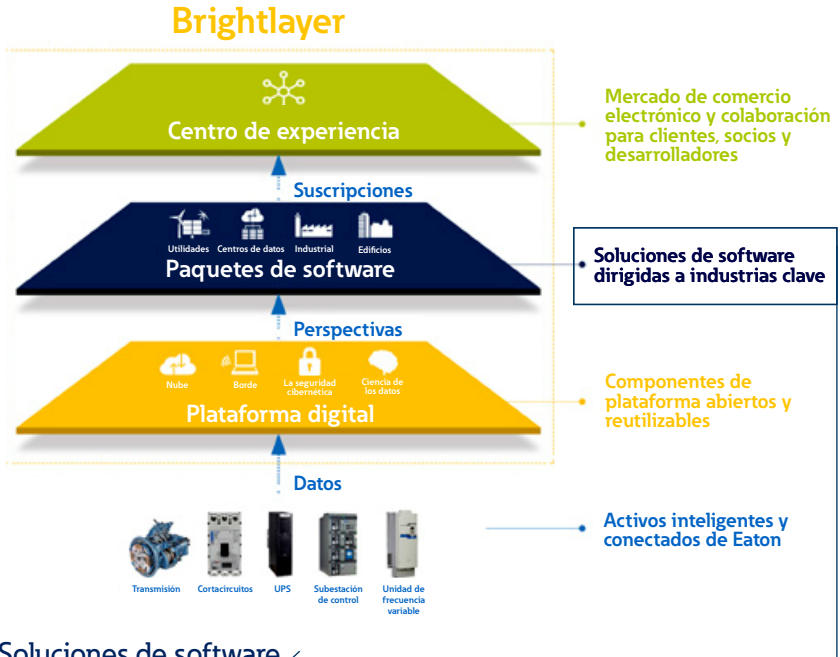 Brightlayer
Centro de experiencia
Mercado de comercio
electrónico y colaboración
para clientes, socios y
desarrolladores
Suscripciones
Utilidades
Centros de datos
Industrial
Edificios
Paquetes de software
Soluciones de software
dirigidas a industrias clave
Perspectivas
Nube
Borde
La seguridad
cibernética
Ciencia de
los datos
Plataforma digital
Componentes de
plataforma abiertos y
reutilizables
Datos
Activos inteligentes y
conectados de Eaton
Transmisión
Cortacircuitos
UPS
Subestación
de control
Unidad de
frecuencia
variable
Soluciones de software